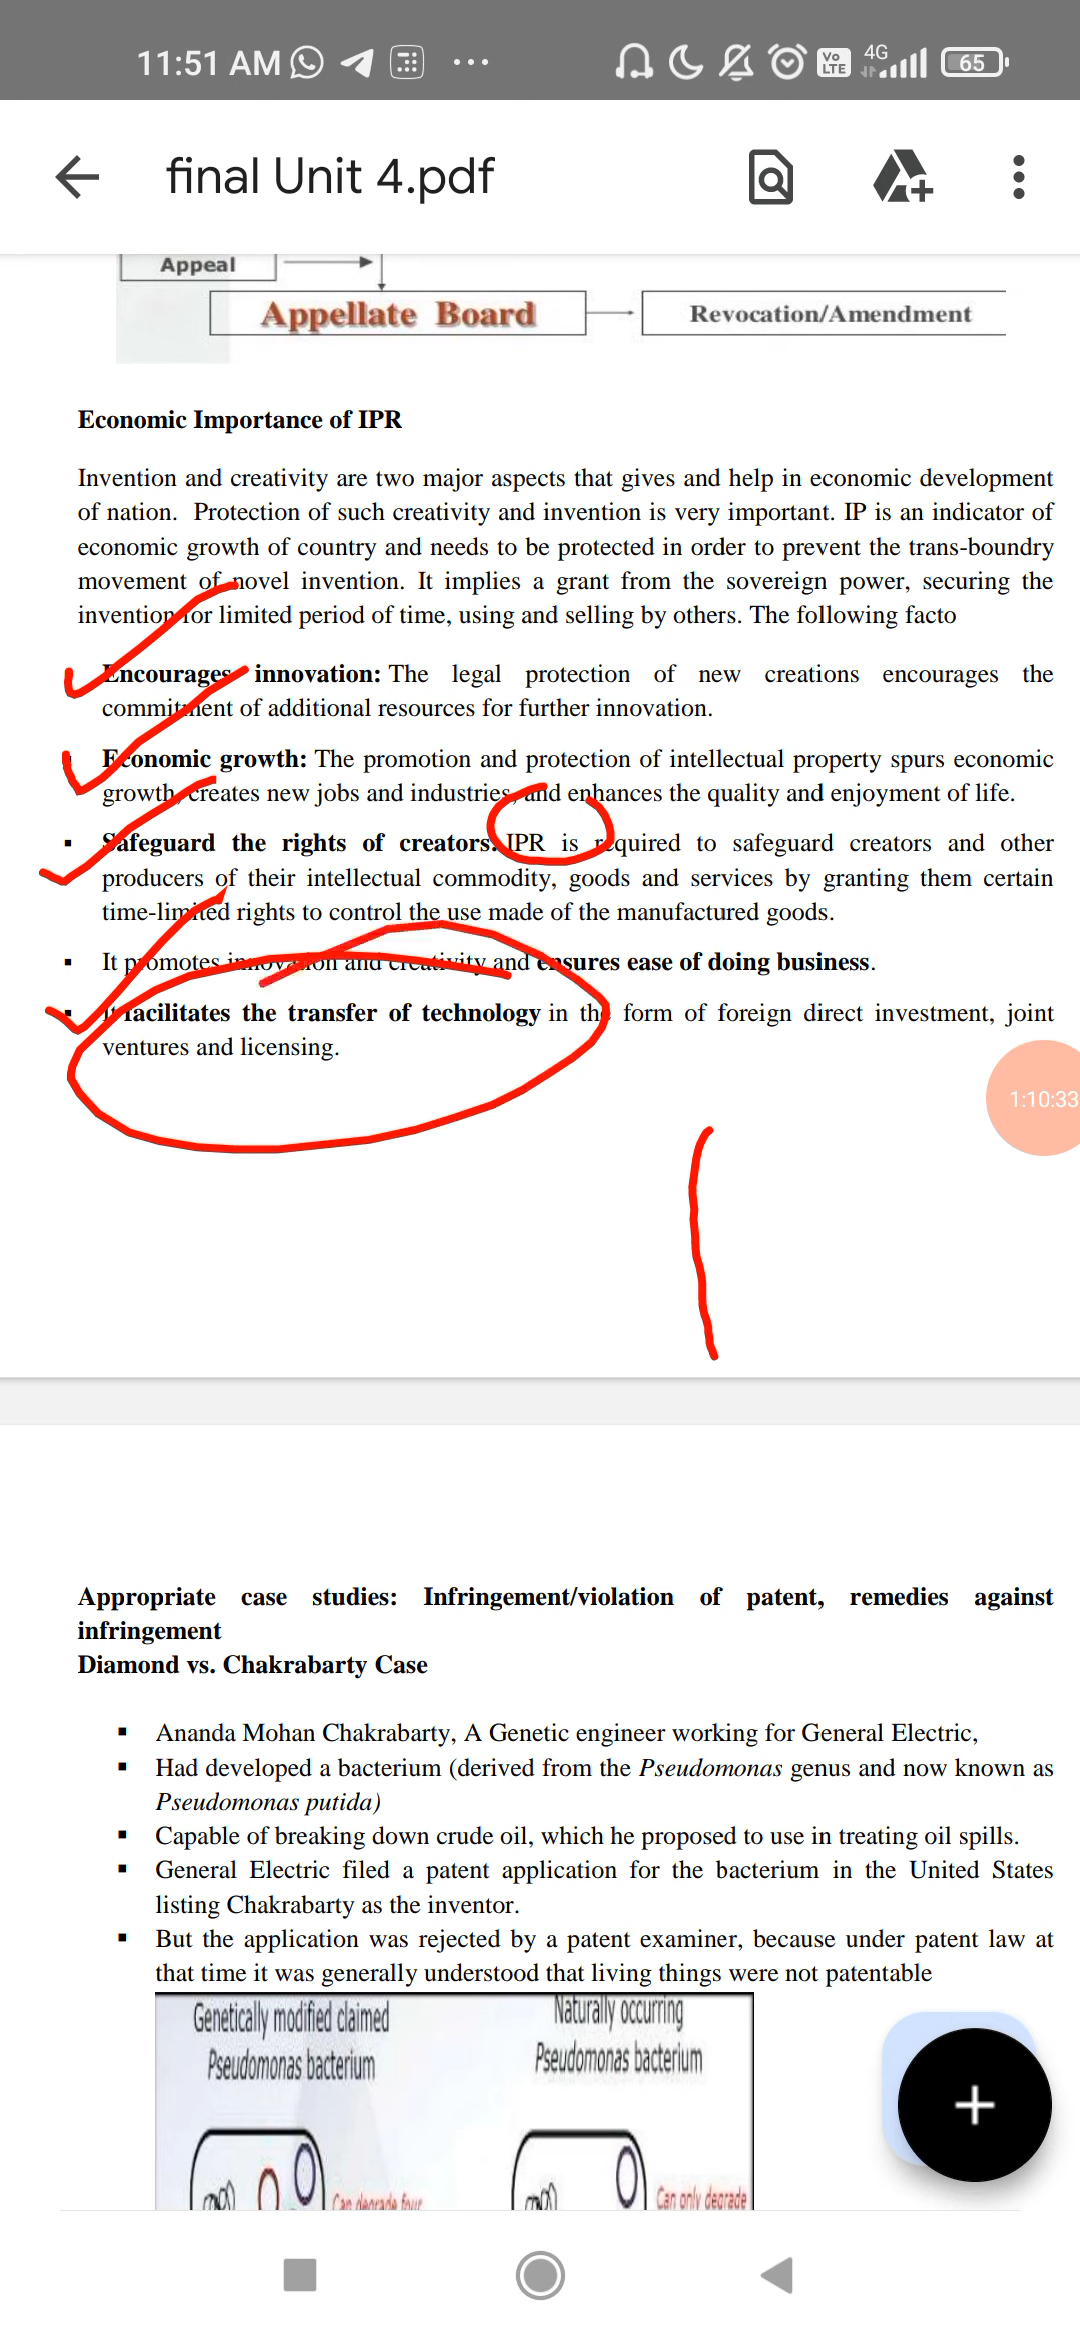 11:51 AM
Vo LTE 4G 65
final Unit 4.pdf
Appeal
Appellate Board
Revocation/Amendment
Economic Importance of IPR
Invention and creativity are two major aspects that gives and help in economic development
of nation. Protection of such creativity and invention is very important. IP is an indicator of
economic growth of country and needs to be protected in order to prevent the trans-boundry
movement of novel invention. It implies a grant from the sovereign power, securing the
invention for limited period of time, using and selling by others. The following facto
Encourages innovation: The legal protection of new creations encourages the
commitment of additional resources for further innovation.
Economic growth: The promotion and protection of intellectual property spurs economic
growth, creates new jobs and industries, and enhances the quality and enjoyment of life.
▪ Safeguard the rights of creators: IPR is required to safeguard creators and other
producers of their intellectual commodity, goods and services by granting them certain
time-limited rights to control the use made of the manufactured goods.
▪ It promotes innovation and creativity and ensures ease of doing business.
▪ It facilitates the transfer of technology in the form of foreign direct investment, joint
ventures and licensing.
1:10:33
Appropriate case studies: Infringement/violation of patent, remedies against
infringement
Diamond vs. Chakrabarty Case
▪ Ananda Mohan Chakrabarty, A Genetic engineer working for General Electric,
▪ Had developed a bacterium (derived from the Pseudomonas genus and now known as
Pseudomonas putida)
▪ Capable of breaking down crude oil, which he proposed to use in treating oil spills.
▪ General Electric filed a patent application for the bacterium in the United States
listing Chakrabarty as the inventor.
▪ But the application was rejected by a patent examiner, because under patent law at
that time it was generally understood that living things were not patentable
Genetically modified claimed
Pseudomonas bacterium
Naturally occurring
Pseudomonas bacterium
Can degrade four
Can only degrade